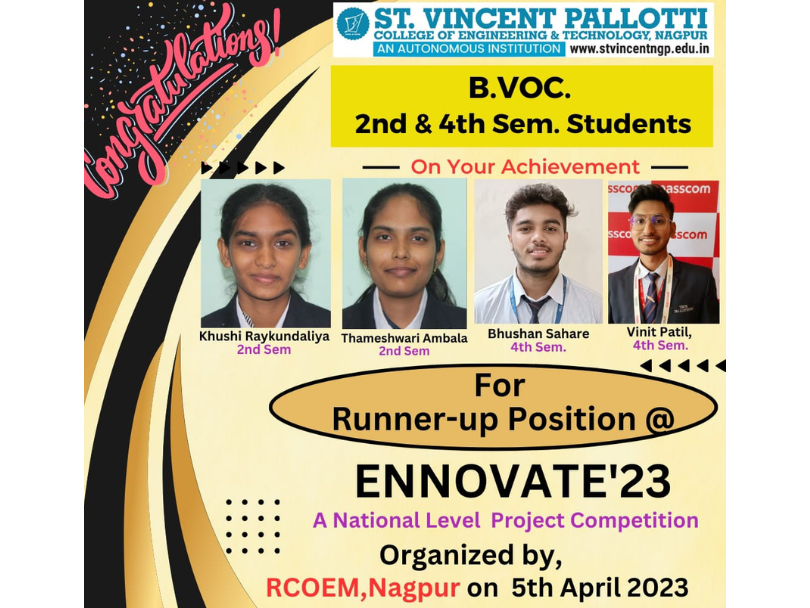 Congratulations!
ST. VINCENT PALLOTTI
COLLEGE OF ENGINEERING & TECHNOLOGY, NAGPUR
AN AUTONOMOUS INSTITUTION www.stvincentngp.edu.in
B.VOC.
2nd & 4th Sem. Students
On Your Achievement
sscom nasscom
sscom
Khushi Raykundaliya
2nd Sem
Thameshwari Ambala
2nd Sem
Bhushan Sahare
4th Sem.
Vinit Patil,
4th Sem.
For
Runner-up Position @
ENNOVATE'23
A National Level Project Competition
Organized by,
RCOEM,Nagpur on 5th April 2023